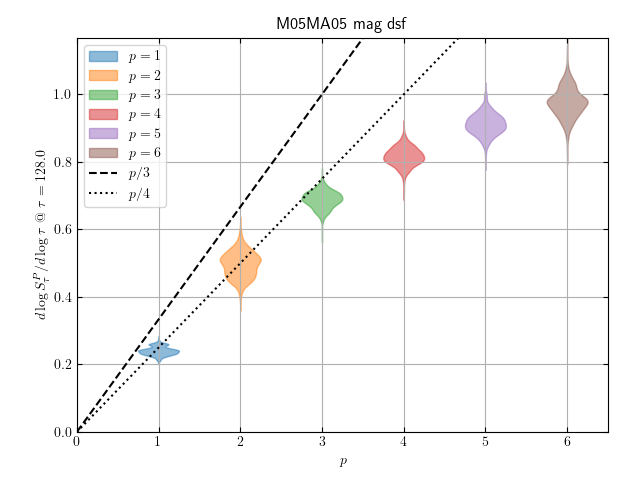 M05MA05 mag dsf
p = 1
p = 2
p = 3
p = 4
p = 5
p = 6
p/3
p/4
d log S_τ^P / d log τ @ τ = 128.0
1.0
0.8
0.6
0.4
0.2
0.0
0 1 2 3 4 5 6
p